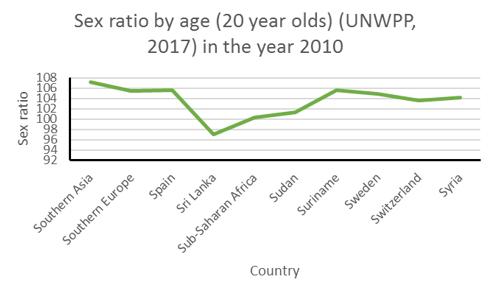 Sex ratio by age (20 year olds) (UNWPP,
2017) in the year 2010
108
106
104
102
100
98
96
94
92
Sex ratio
Southern Asia
Southern Europe
Spain
Sri Lanka
Sub-Saharan Africa
Sudan
Suriname
Sweden
Switzerland
Syria
Country